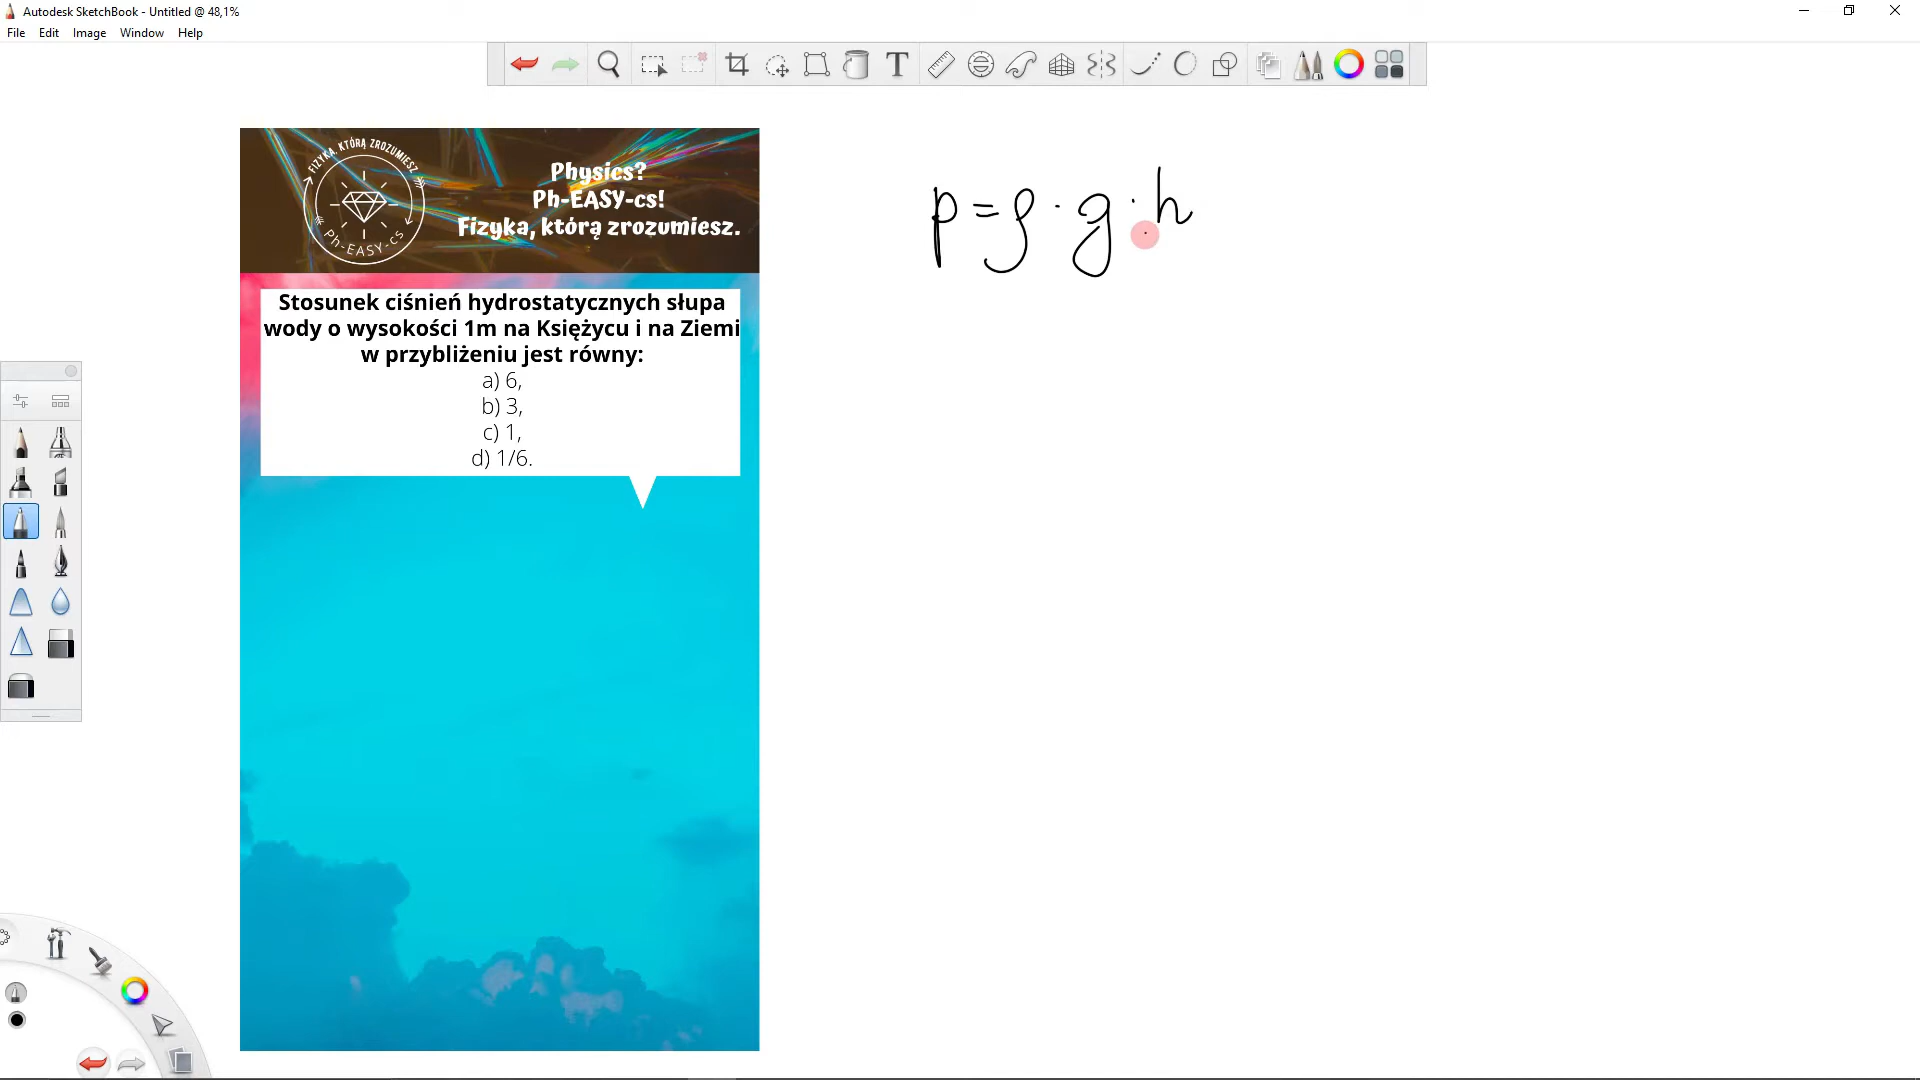 Autodesk SketchBook - Untitled @ 48,1%
File Edit Image Window Help
T
FIZYKA, KTÓRĄ ZROZUMIESZ
Ph-EASY-cs
Physics?
Ph-EASY-cs!
Fizyka, którą zrozumiesz.
p = ρ · g · h
Stosunek ciśnień hydrostatycznych słupa
wody o wysokości 1m na Księżycu i na Ziemi
w przybliżeniu jest równy:
a) 6,
b) 3,
c) 1,
d) 1/6.